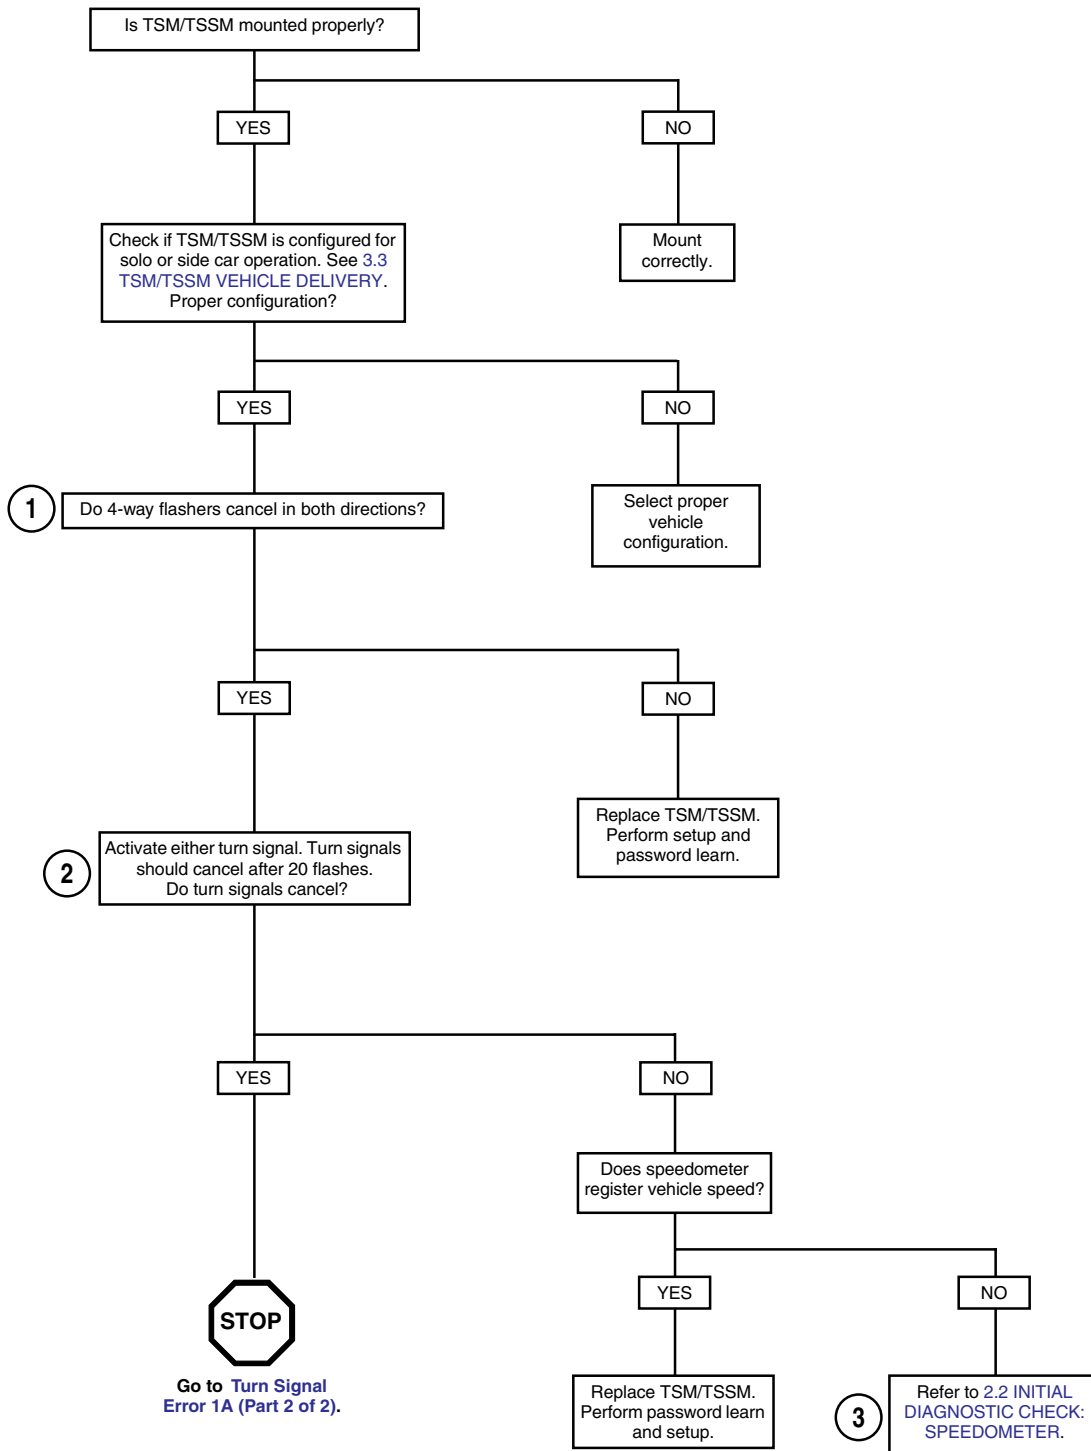 Is TSM/TSSM mounted properly?
YES
NO
Check if TSM/TSSM is configured for
solo or side car operation. See 3.3
TSM/TSSM VEHICLE DELIVERY.
Proper configuration?
Mount
correctly.
YES
NO
1
Do 4-way flashers cancel in both directions?
Select proper
vehicle
configuration.
YES
NO
2
Activate either turn signal. Turn signals
should cancel after 20 flashes.
Do turn signals cancel?
Replace TSM/TSSM.
Perform setup and
password learn.
YES
NO
Does speedometer
register vehicle speed?
YES
NO
STOP
Go to Turn Signal
Error 1A (Part 2 of 2).
Replace TSM/TSSM.
Perform password learn
and setup.
3
Refer to 2.2 INITIAL
DIAGNOSTIC CHECK:
SPEEDOMETER.